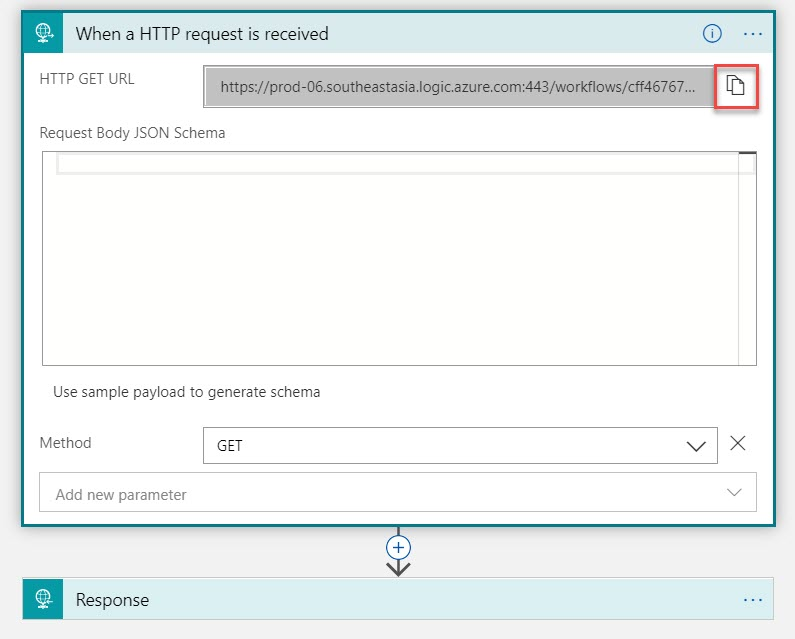 When a HTTP request is received
HTTP GET URL
https://prod-06.southeastasia.logic.azure.com:443/workflows/cff46767...
Request Body JSON Schema
Use sample payload to generate schema
Method
GET
Add new parameter
Response